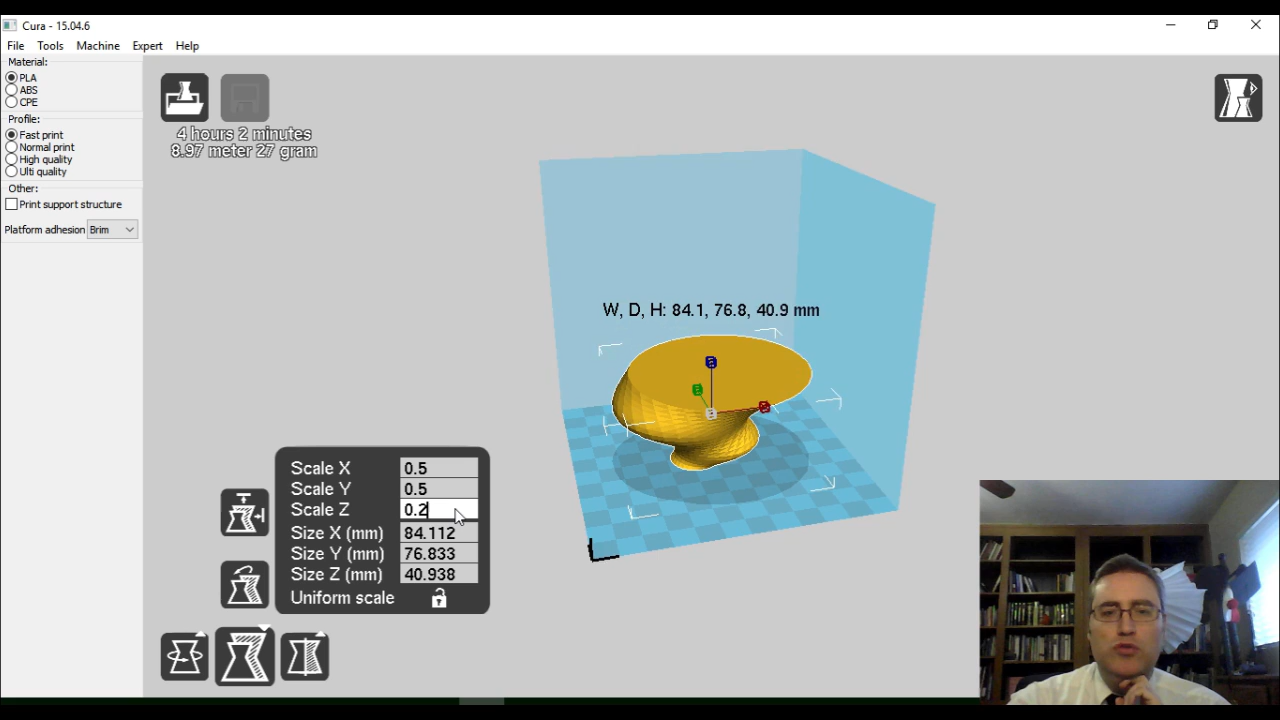 Cura - 15.04.6
File Tools Machine Expert Help
Material:
PLA
ABS
CPE
Profile:
Fast print
Normal print
High quality
Ulti quality
Other:
Print support structure
Platform adhesion Brim
4 hours 2 minutes
8.97 meter 27 gram
W, D, H: 84.1, 76.8, 40.9 mm
Scale X 0.5
Scale Y 0.5
Scale Z 0.2
Size X (mm) 84.112
Size Y (mm) 76.833
Size Z (mm) 40.938
Uniform scale